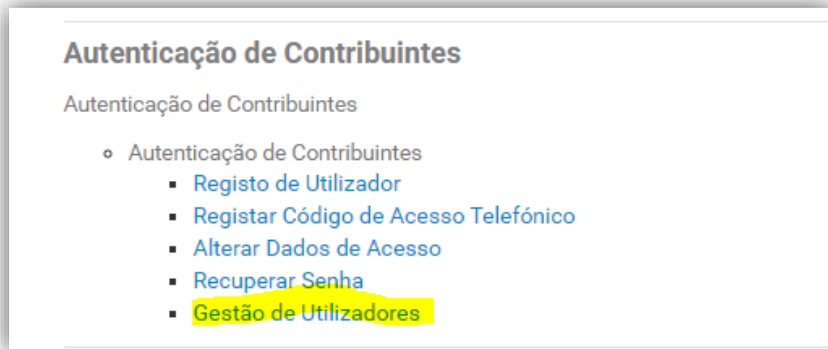 Autenticação de Contribuintes
Autenticação de Contribuintes
Autenticação de Contribuintes
Registo de Utilizador
Registar Código de Acesso Telefónico
Alterar Dados de Acesso
Recuperar Senha
Gestão de Utilizadores